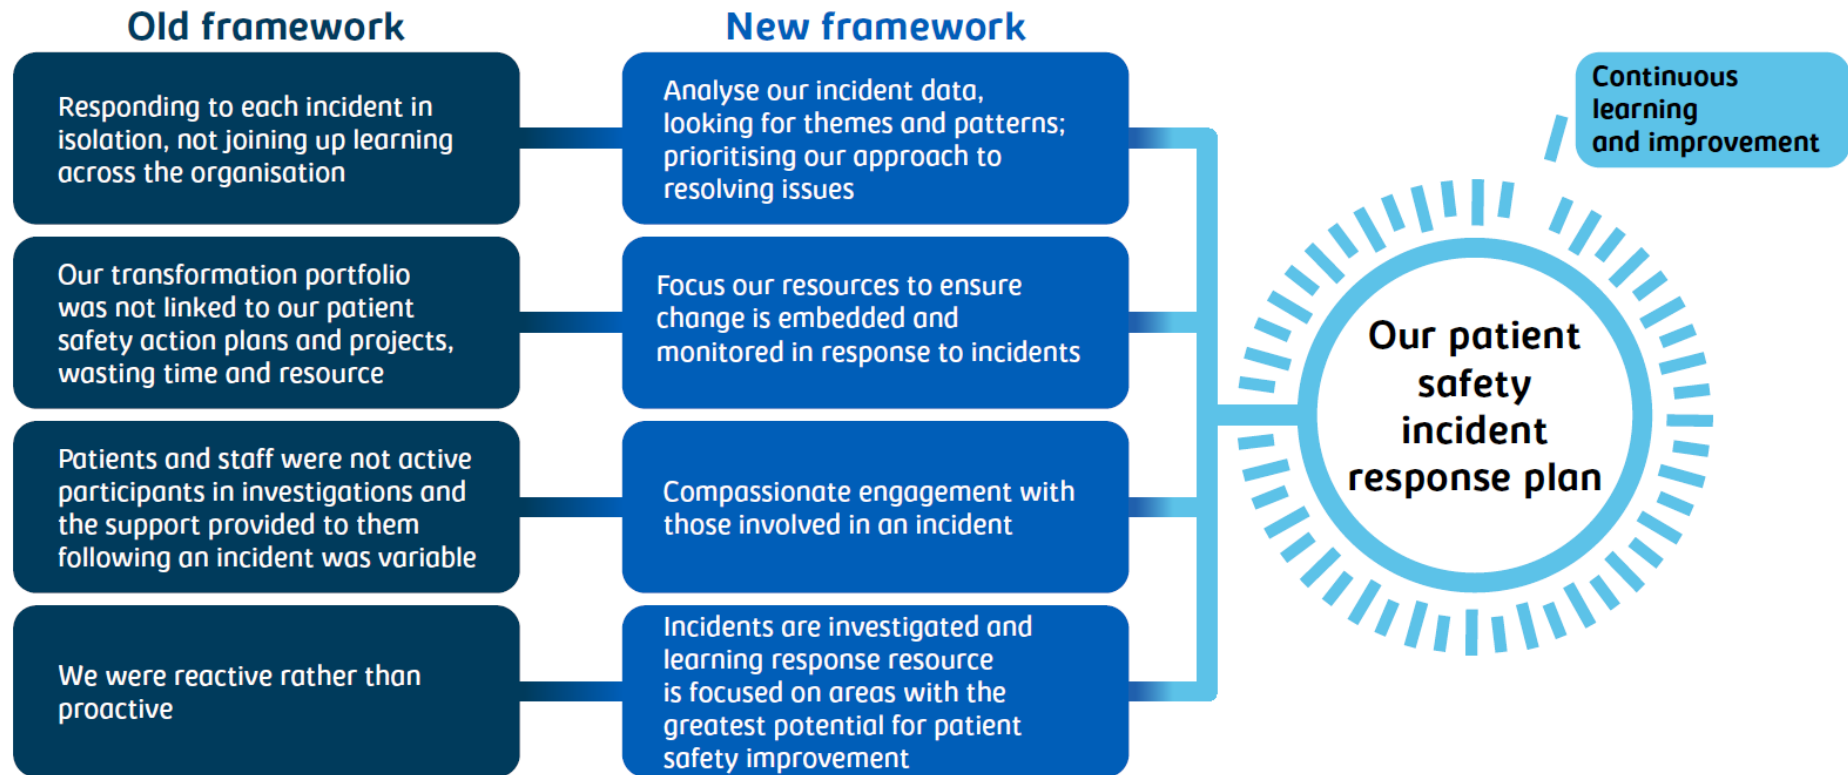 Old framework
New framework
Responding to each incident in
isolation, not joining up learning
across the organisation
Analyse our incident data,
looking for themes and patterns;
prioritising our approach to
resolving issues
Our transformation portfolio
was not linked to our patient
safety action plans and projects,
wasting time and resource
Focus our resources to ensure
change is embedded and
monitored in response to incidents
Patients and staff were not active
participants in investigations and
the support provided to them
following an incident was variable
Compassionate engagement with
those involved in an incident
We were reactive rather than
proactive
Incidents are investigated and
learning response resource
is focused on areas with the
greatest potential for patient
safety improvement
Our patient
safety
incident
response plan
Continuous
learning
and improvement